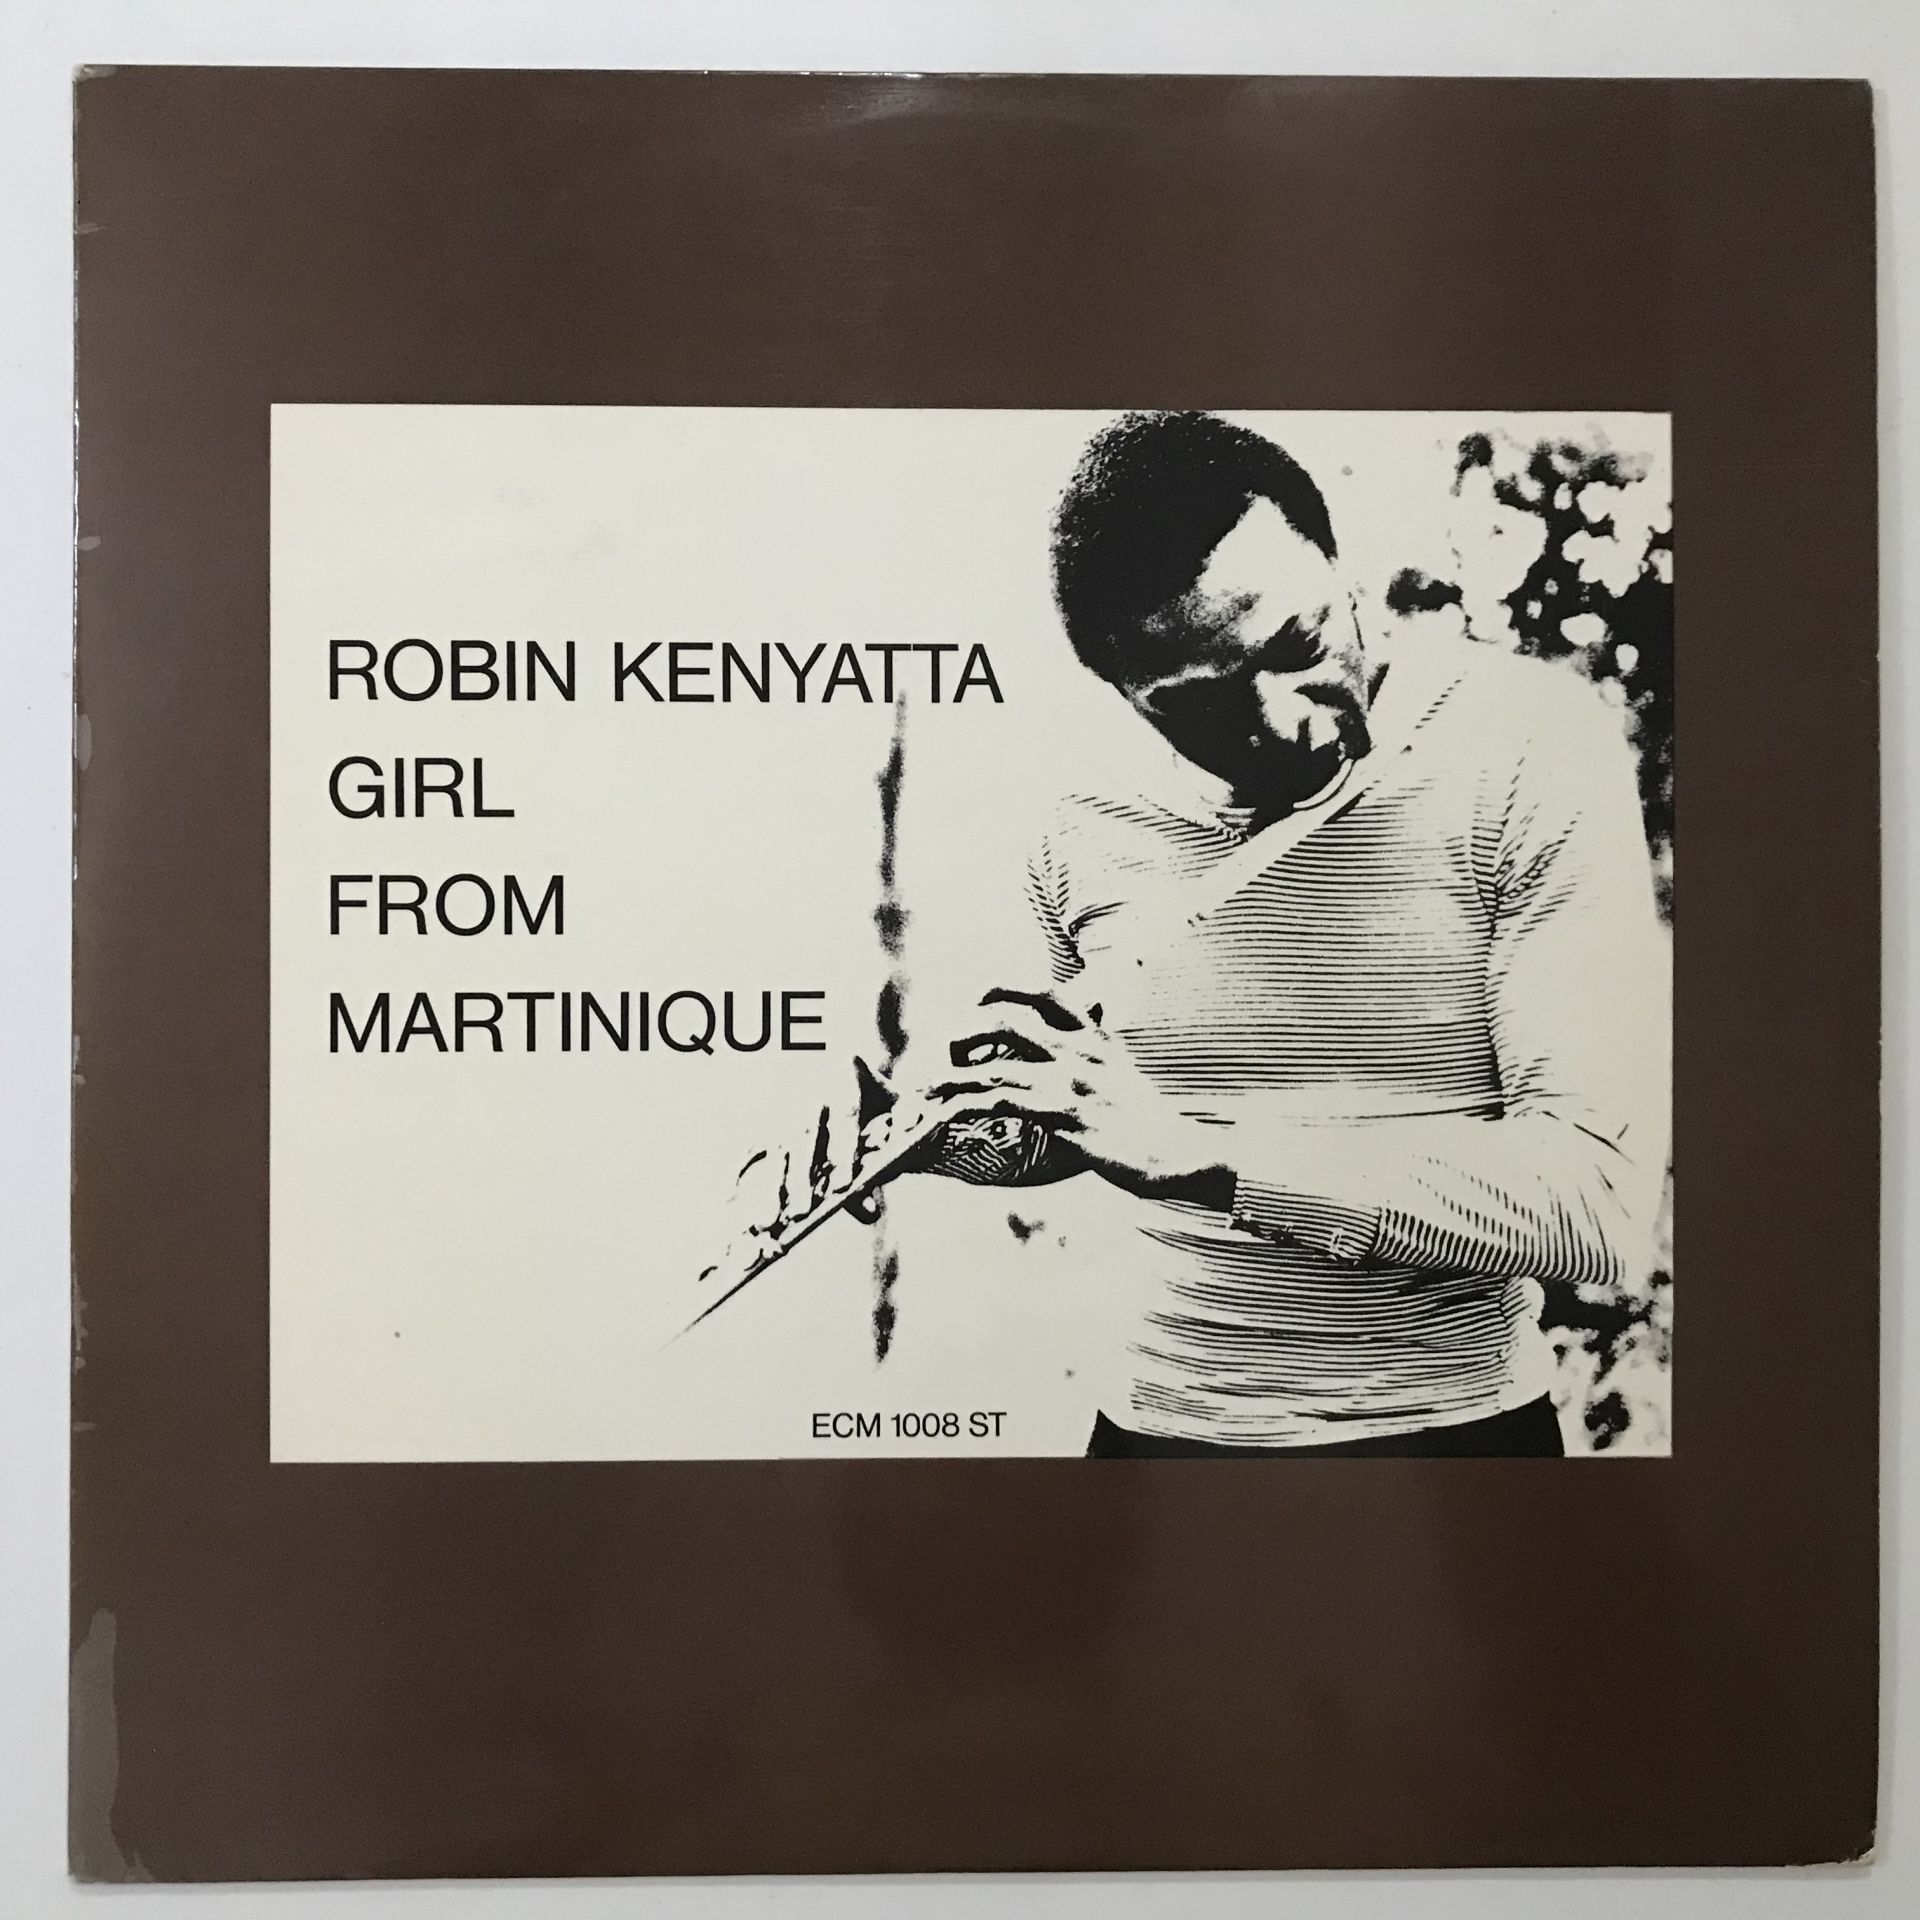 ROBIN KENYATTA
GIRL
FROM
MARTINIQUE
ECM 1008 ST